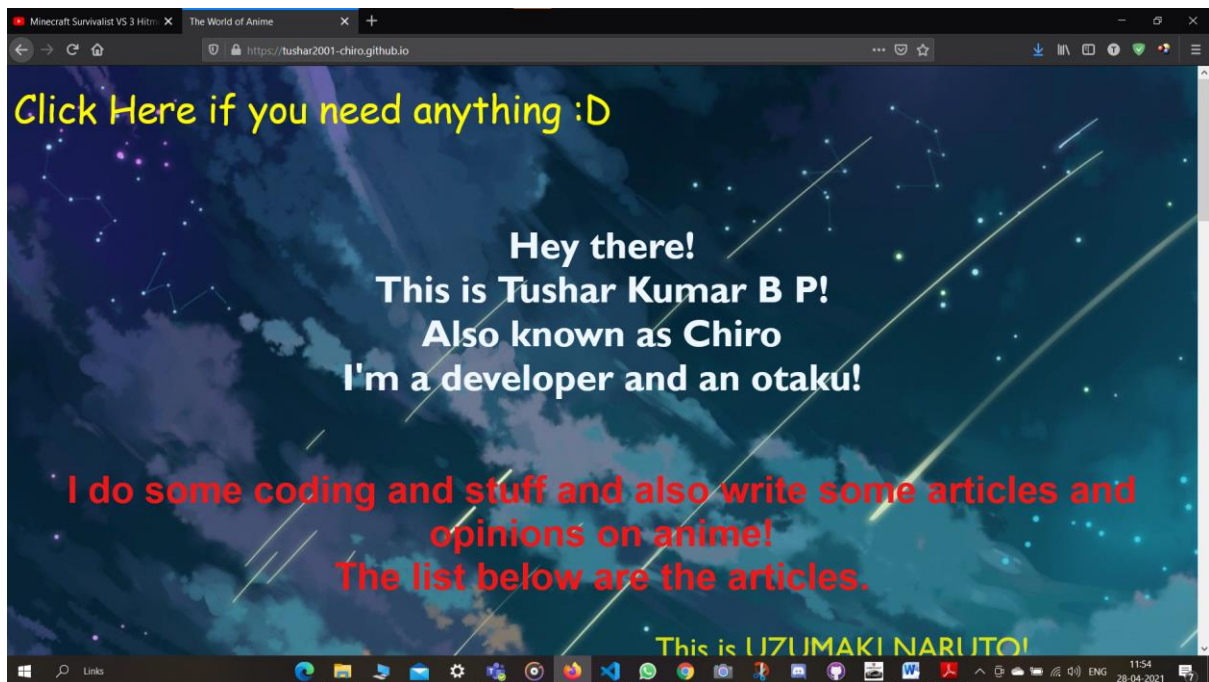 Minecraft Survivalist VS 3 Hitm
The World of Anime
https://tushar2001-chiro.github.io
Click Here if you need anything :D
Hey there!
This is Tushar Kumar B P!
Also known as Chiro
I'm a developer and an otaku!
I do some coding and stuff and also write some articles and
opinions on anime!
The list below are the articles.
This is UZUMAKI NARUTO!
Links
ENG
11:54
28-04-2021